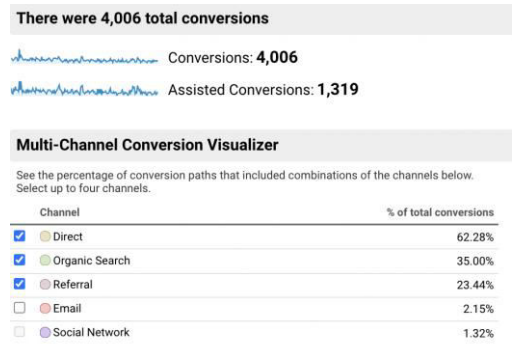 There were 4,006 total conversions
Conversions: 4,006
Assisted Conversions: 1,319
Multi-Channel Conversion Visualizer
See the percentage of conversion paths that included combinations of the channels below.
Select up to four channels.
Channel % of total conversions
Direct 62.28%
Organic Search 35.00%
Referral 23.44%
Email 2.15%
Social Network 1.32%